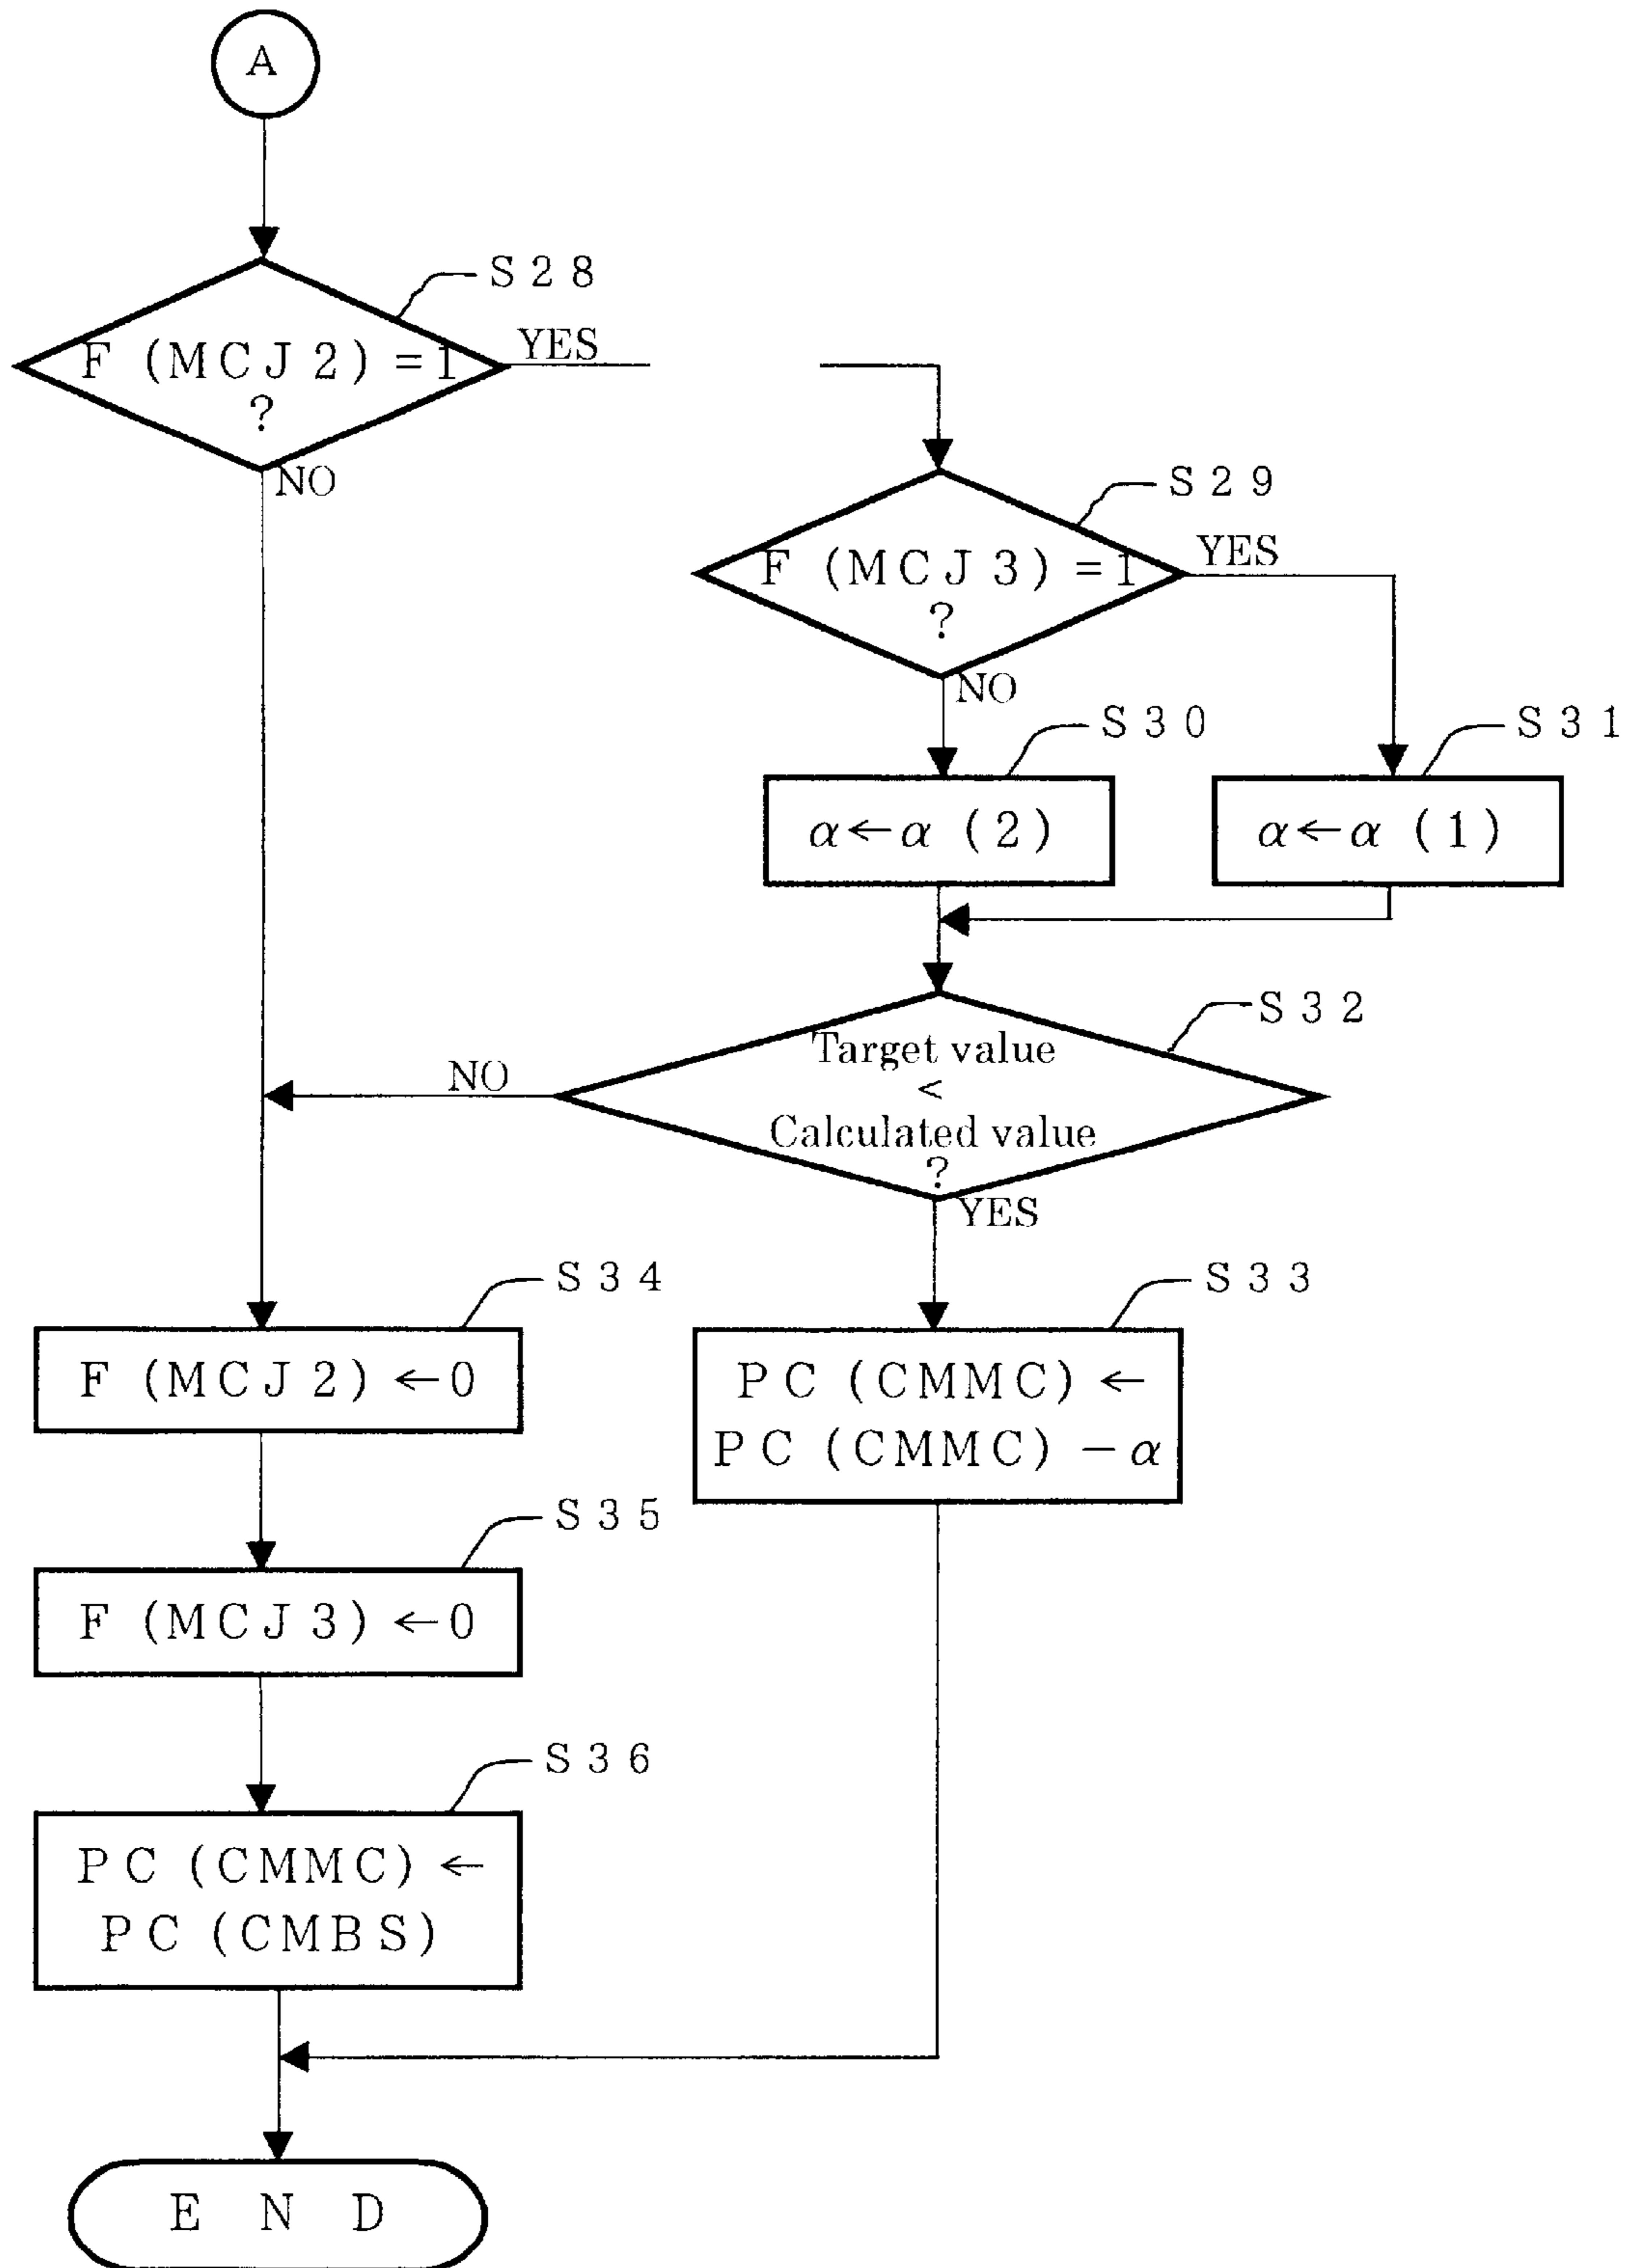 A
S28
F (MCJ2) =1
?
YES
NO
S29
F (MCJ3) =1
?
YES
NO
S30
α←α (2)
S31
α←α (1)
S32
Target value
<
Calculated value
?
NO
YES
S34
F (MCJ2) ←0
S33
PC (CMMC) ←
PC (CMMC) −α
S35
F (MCJ3) ←0
S36
PC (CMMC) ←
PC (CMBS)
END